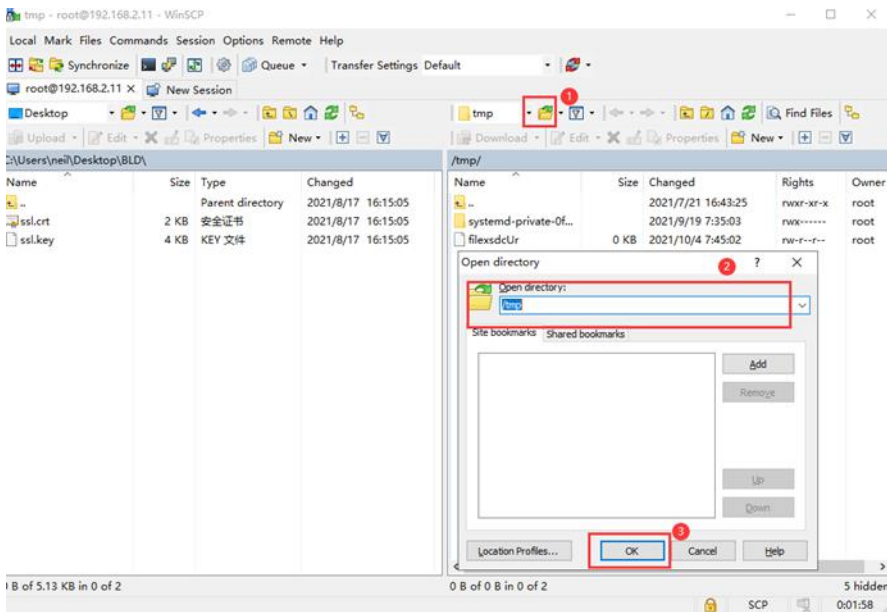 tmp - root@192.168.2.11 - WinSCP
Local Mark Files Commands Session Options Remote Help
Synchronize Queue Transfer Settings Default
root@192.168.2.11 × New Session
1
Desktop tmp Find Files
Upload Edit Properties New Download Edit Properties New
C:\Users\neil\Desktop\BLD\ /tmp/
Name Size Type Changed Name Size Changed Rights Owner
.. Parent directory 2021/8/17 16:15:05 .. 2021/7/21 16:43:25 rwxr-xr-x root
ssl.crt 2 KB 安全证书 2021/8/17 16:15:05 systemd-private-0f... 2021/9/19 7:35:03 rwx------ root
ssl.key 4 KB KEY 文件 2021/8/17 16:15:05 filexsdcUr 0 KB 2021/10/4 7:45:02 rw-r--r-- root
Open directory 2 ? ×
Open directory:
/tmp
Site bookmarks Shared bookmarks
Add
Remove
Up
Down
3
Location Profiles... OK Cancel Help
0 B of 5.13 KB in 0 of 2 0 B of 0 B in 0 of 2 5 hidden
SCP 0:01:58